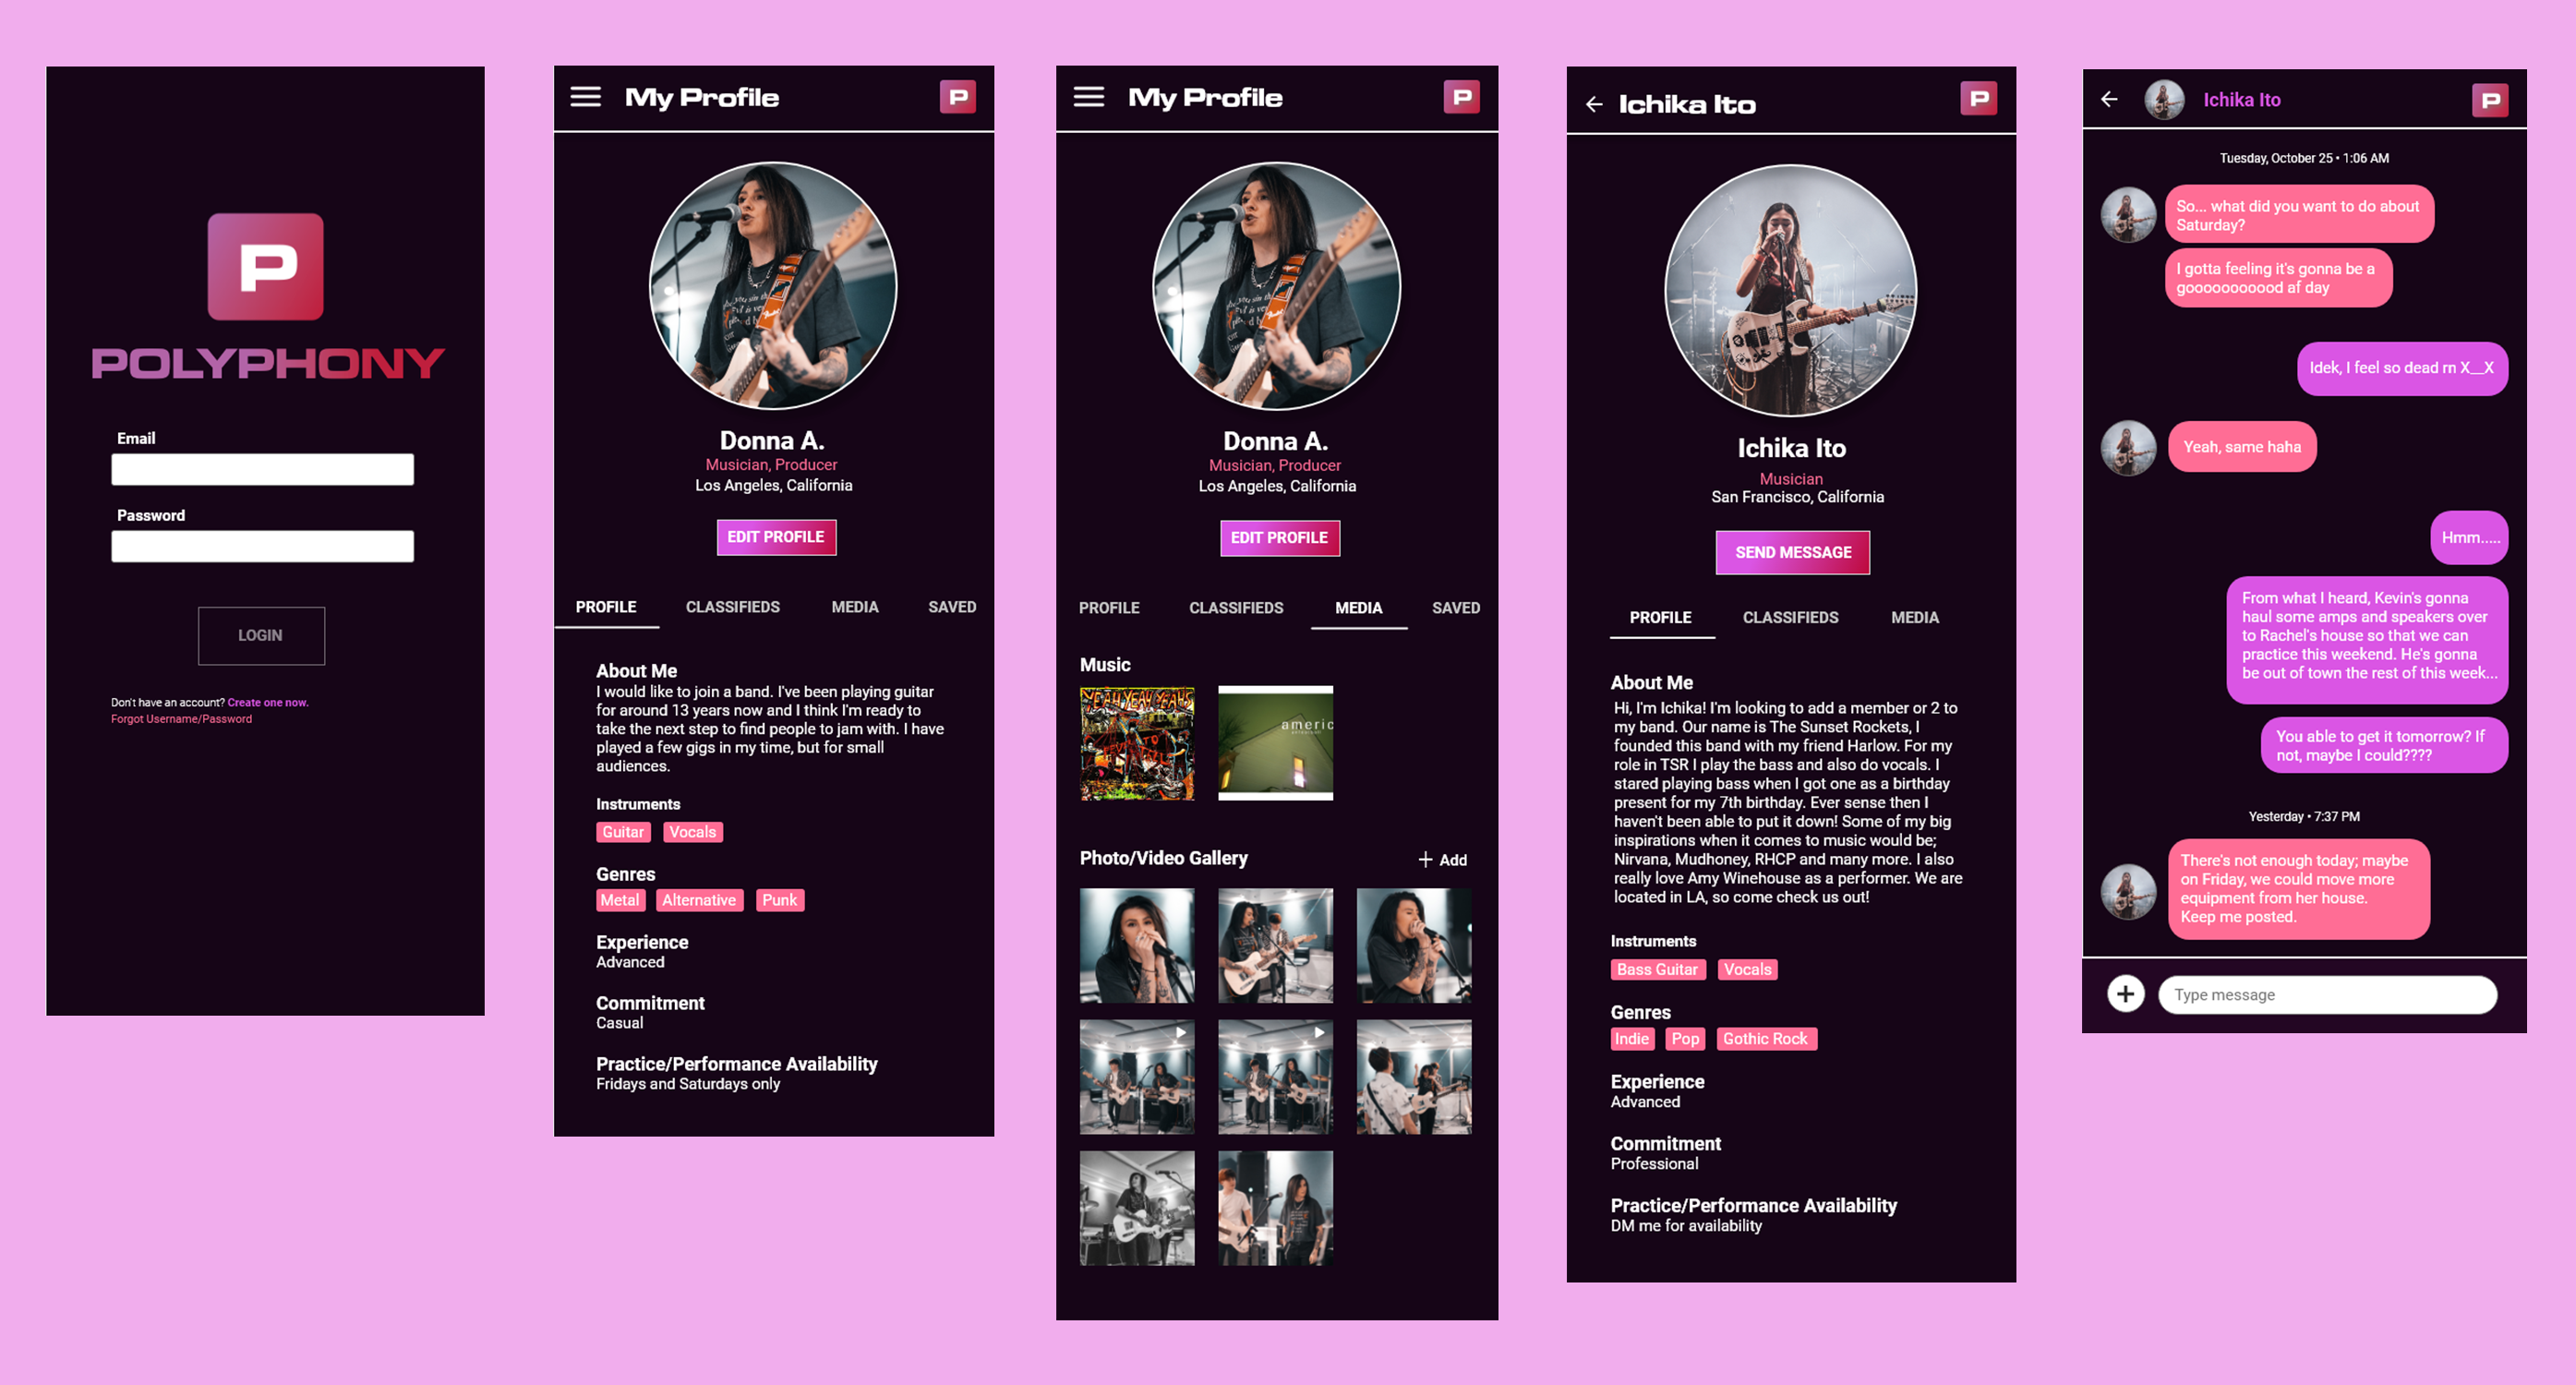 P
POLYPHONY
Email
Password
LOGIN
Don't have an account? Create one now.
Forgot Username/Password
My Profile
P
Donna A.
Musician, Producer
Los Angeles, California
EDIT PROFILE
PROFILE CLASSIFIEDS MEDIA SAVED
About Me
I would like to join a band. I've been playing guitar
for around 13 years now and I think I'm ready to
take the next step to find people to jam with. I have
played a few gigs in my time, but for small
audiences.
Instruments
Guitar Vocals
Genres
Metal Alternative Punk
Experience
Advanced
Commitment
Casual
Practice/Performance Availability
Fridays and Saturdays only
My Profile
P
Donna A.
Musician, Producer
Los Angeles, California
EDIT PROFILE
PROFILE CLASSIFIEDS MEDIA SAVED
Music
YEAH YEAH YEAHS
americ
Photo/Video Gallery
Add
Ichika Ito
P
Ichika Ito
Musician
San Francisco, California
SEND MESSAGE
PROFILE CLASSIFIEDS MEDIA
About Me
Hi, I'm Ichika! I'm looking to add a member or 2 to
my band. Our name is The Sunset Rockets, I
founded this band with my friend Harlow. For my
role in TSR I play the bass and also do vocals. I
stared playing bass when I got one as a birthday
present for my 7th birthday. Ever sense then I
haven't been able to put it down! Some of my big
inspirations when it comes to music would be;
Nirvana, Mudhoney, RHCP and many more. I also
really love Amy Winehouse as a performer. We are
located in LA, so come check us out!
Instruments
Bass Guitar Vocals
Genres
Indie Pop Gothic Rock
Experience
Advanced
Commitment
Professional
Practice/Performance Availability
DM me for availability
Ichika Ito
P
Tuesday, October 25 • 1:06 AM
So... what did you want to do about
Saturday?
I gotta feeling it's gonna be a
gooooooooood af day
Idek, I feel so dead rn X__X
Yeah, same haha
Hmm.....
From what I heard, Kevin's gonna
haul some amps and speakers over
to Rachel's house so that we can
practice this weekend. He's gonna
be out of town the rest of this week...
You able to get it tomorrow? If
not, maybe I could????
Yesterday • 7:37 PM
There's not enough today; maybe
on Friday, we could move more
equipment from her house.
Keep me posted.
Type message